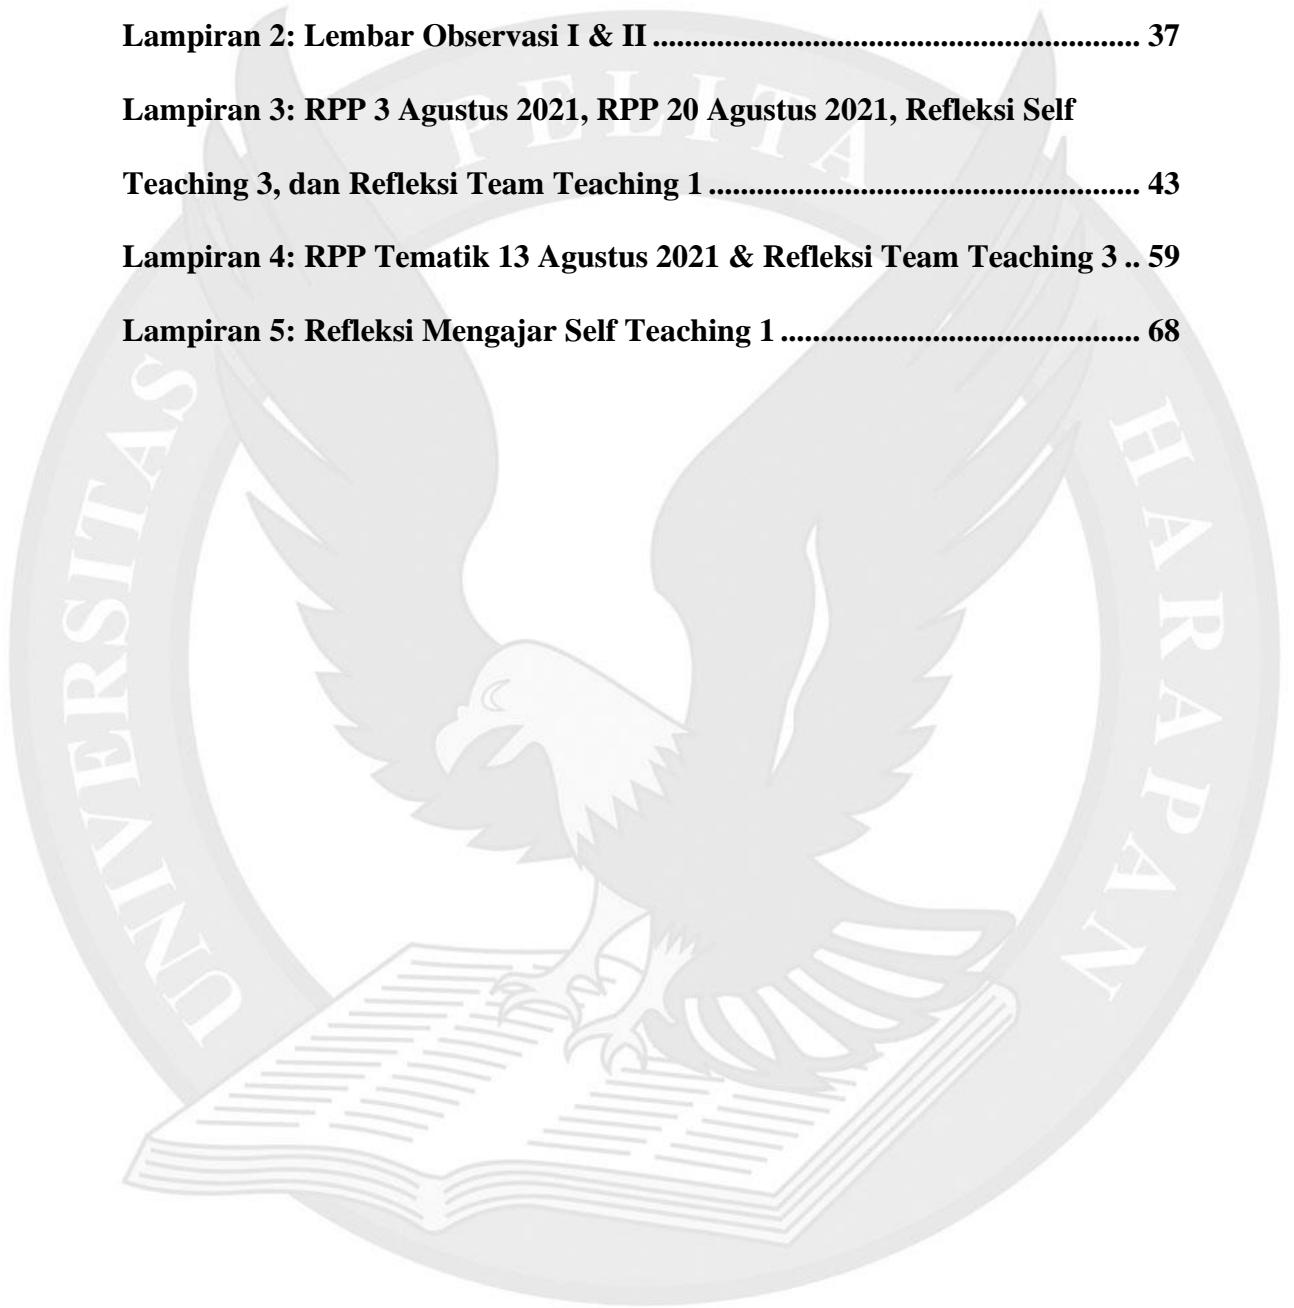 Lampiran 2: Lembar Observasi I & II ............................................................. 37
Lampiran 3: RPP 3 Agustus 2021, RPP 20 Agustus 2021, Refleksi Self
Teaching 3, dan Refleksi Team Teaching 1 ...................................................... 43
Lampiran 4: RPP Tematik 13 Agustus 2021 & Refleksi Team Teaching 3 .. 59
Lampiran 5: Refleksi Mengajar Self Teaching 1 ............................................. 68
UNIVERSITAS PELITA HARAPAN